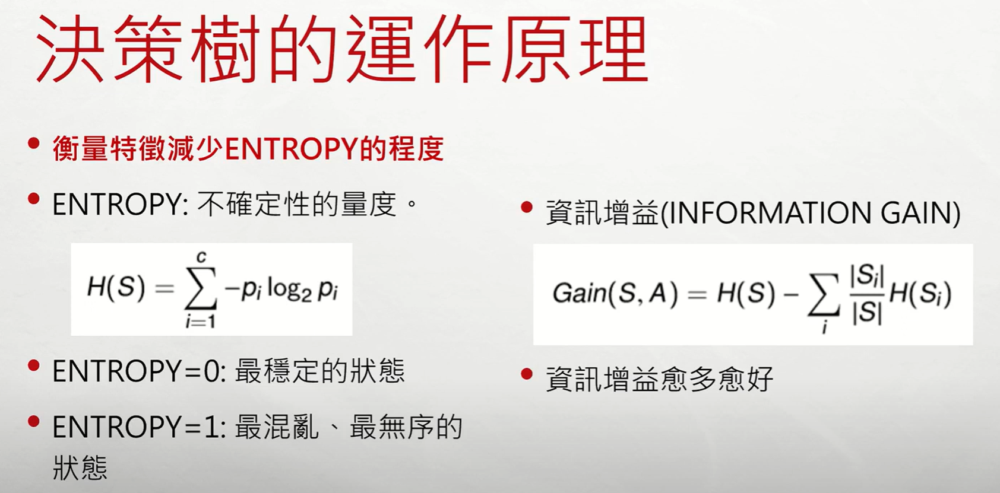 決策樹的運作原理
• 衡量特徵減少ENTROPY的程度
• ENTROPY: 不確定性的量度。
H(S) = \sum_{i=1}^{c} -p_i \log_2 p_i
• ENTROPY=0: 最穩定的狀態
• ENTROPY=1: 最混亂、最無序的
狀態
• 資訊增益(INFORMATION GAIN)
Gain(S, A) = H(S) - \sum_{i} \frac{|S_i|}{|S|} H(S_i)
• 資訊增益愈多愈好